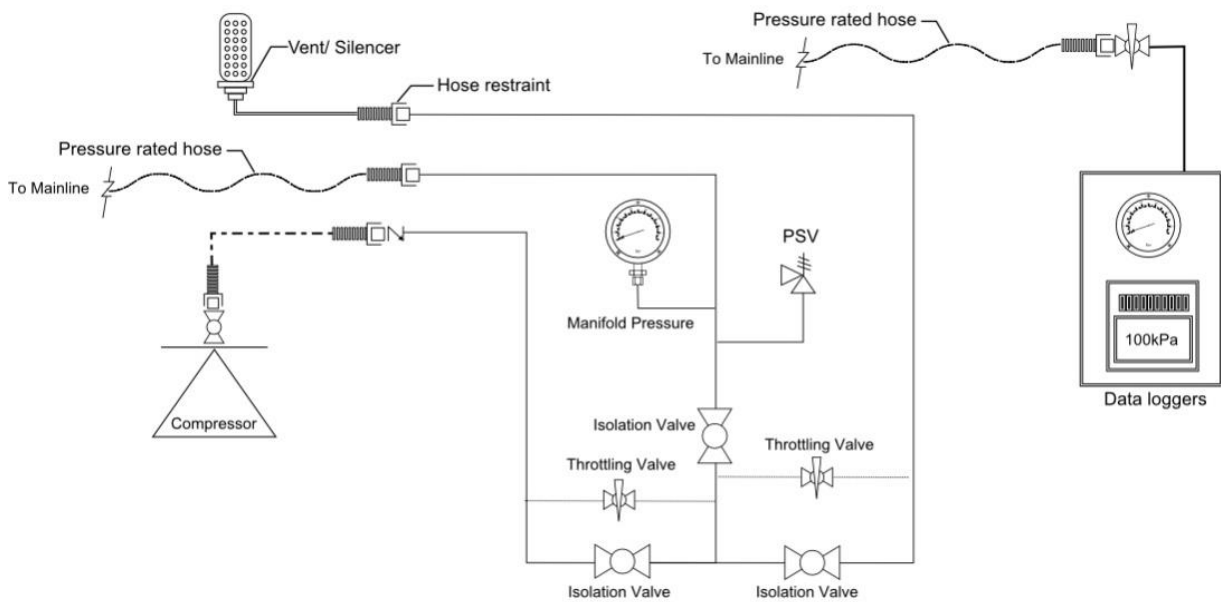 Pressure rated hose
Vent/ Silencer
To Mainline
Hose restraint
Pressure rated hose
To Mainline
PSV
Manifold Pressure
100kPa
Data loggers
Compressor
Isolation Valve
Throttling Valve
Throttling Valve
Isolation Valve
Isolation Valve